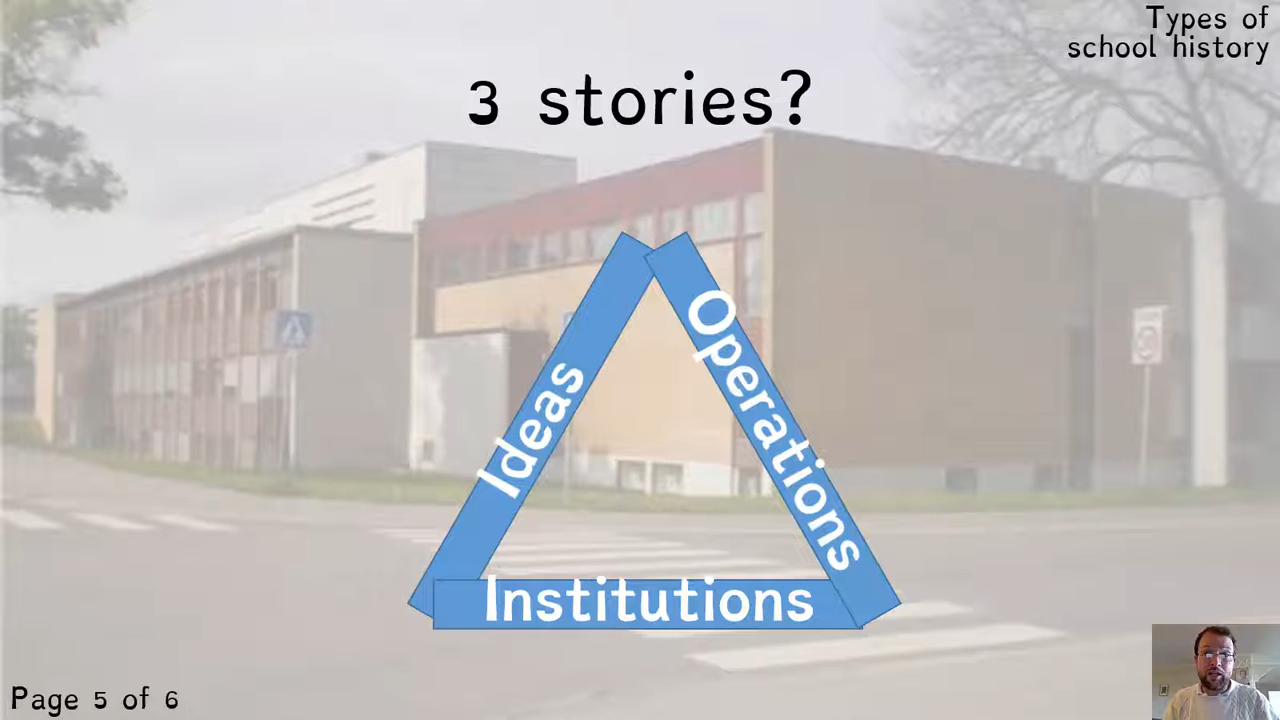 Types of
school history
3 stories?
Ideas
Operations
Institutions
Page 5 of 6